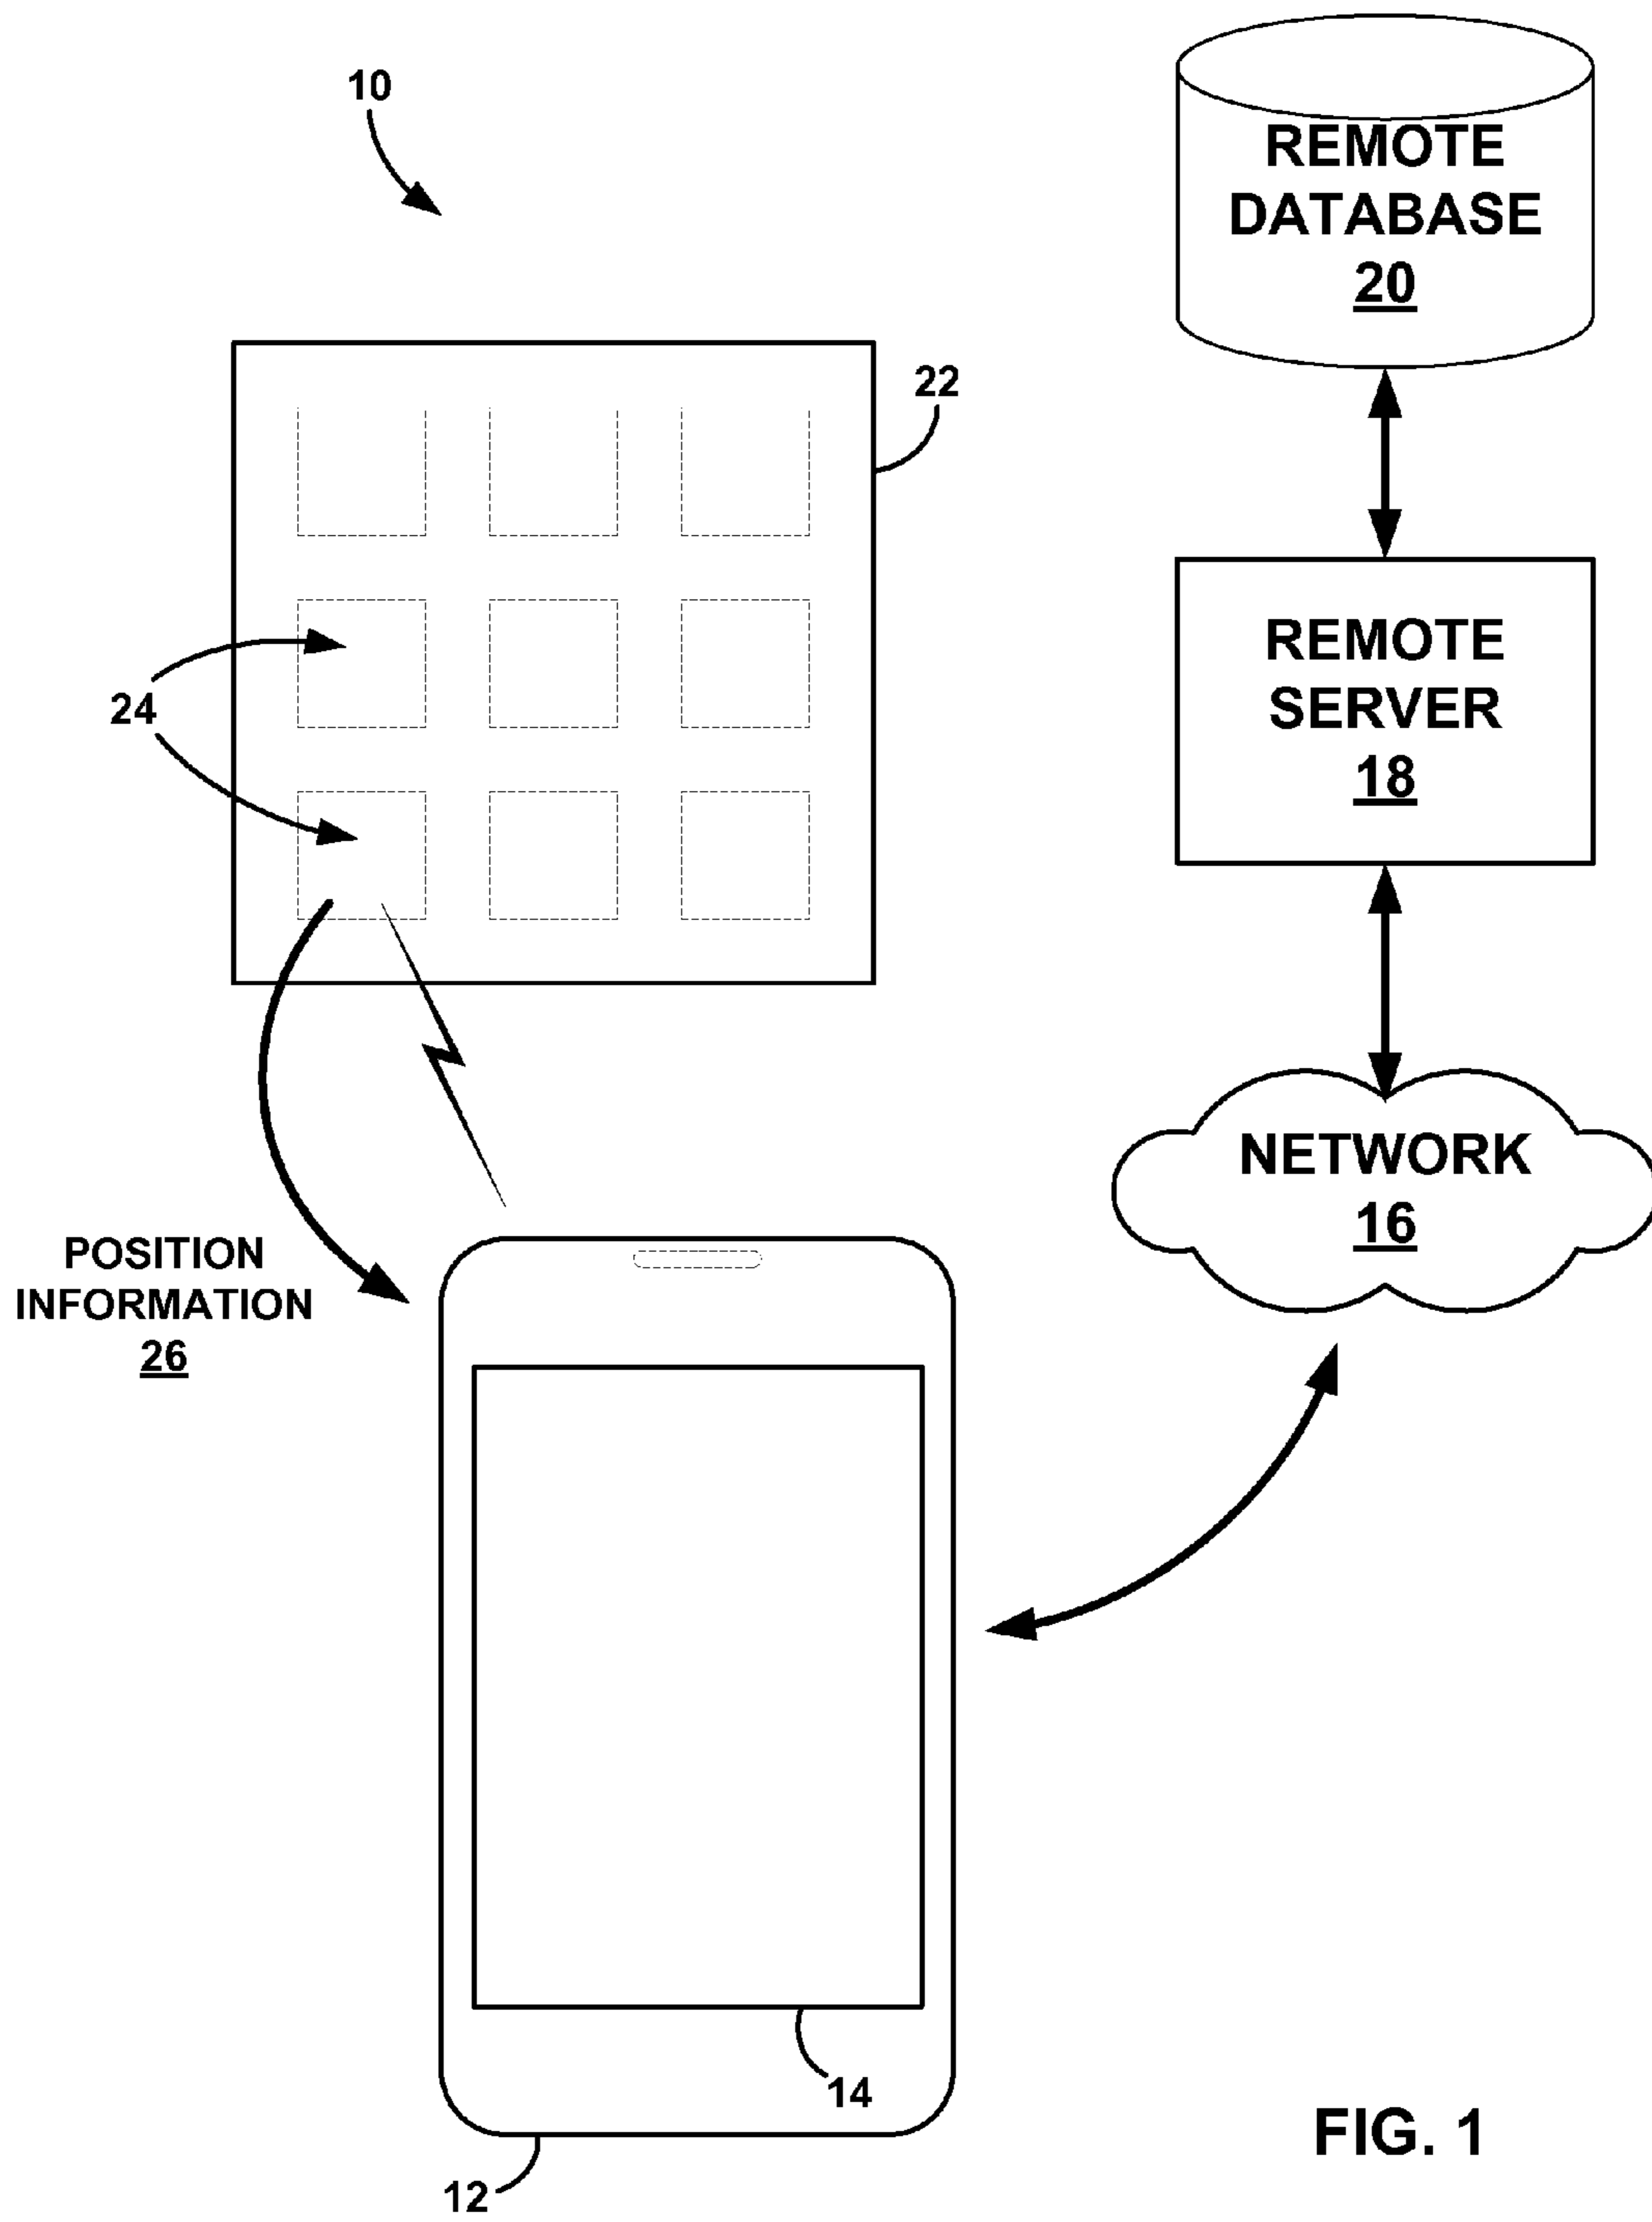 10
REMOTE
DATABASE
20
22
24
REMOTE
SERVER
18
NETWORK
16
POSITION
INFORMATION
26
14
12
FIG. 1